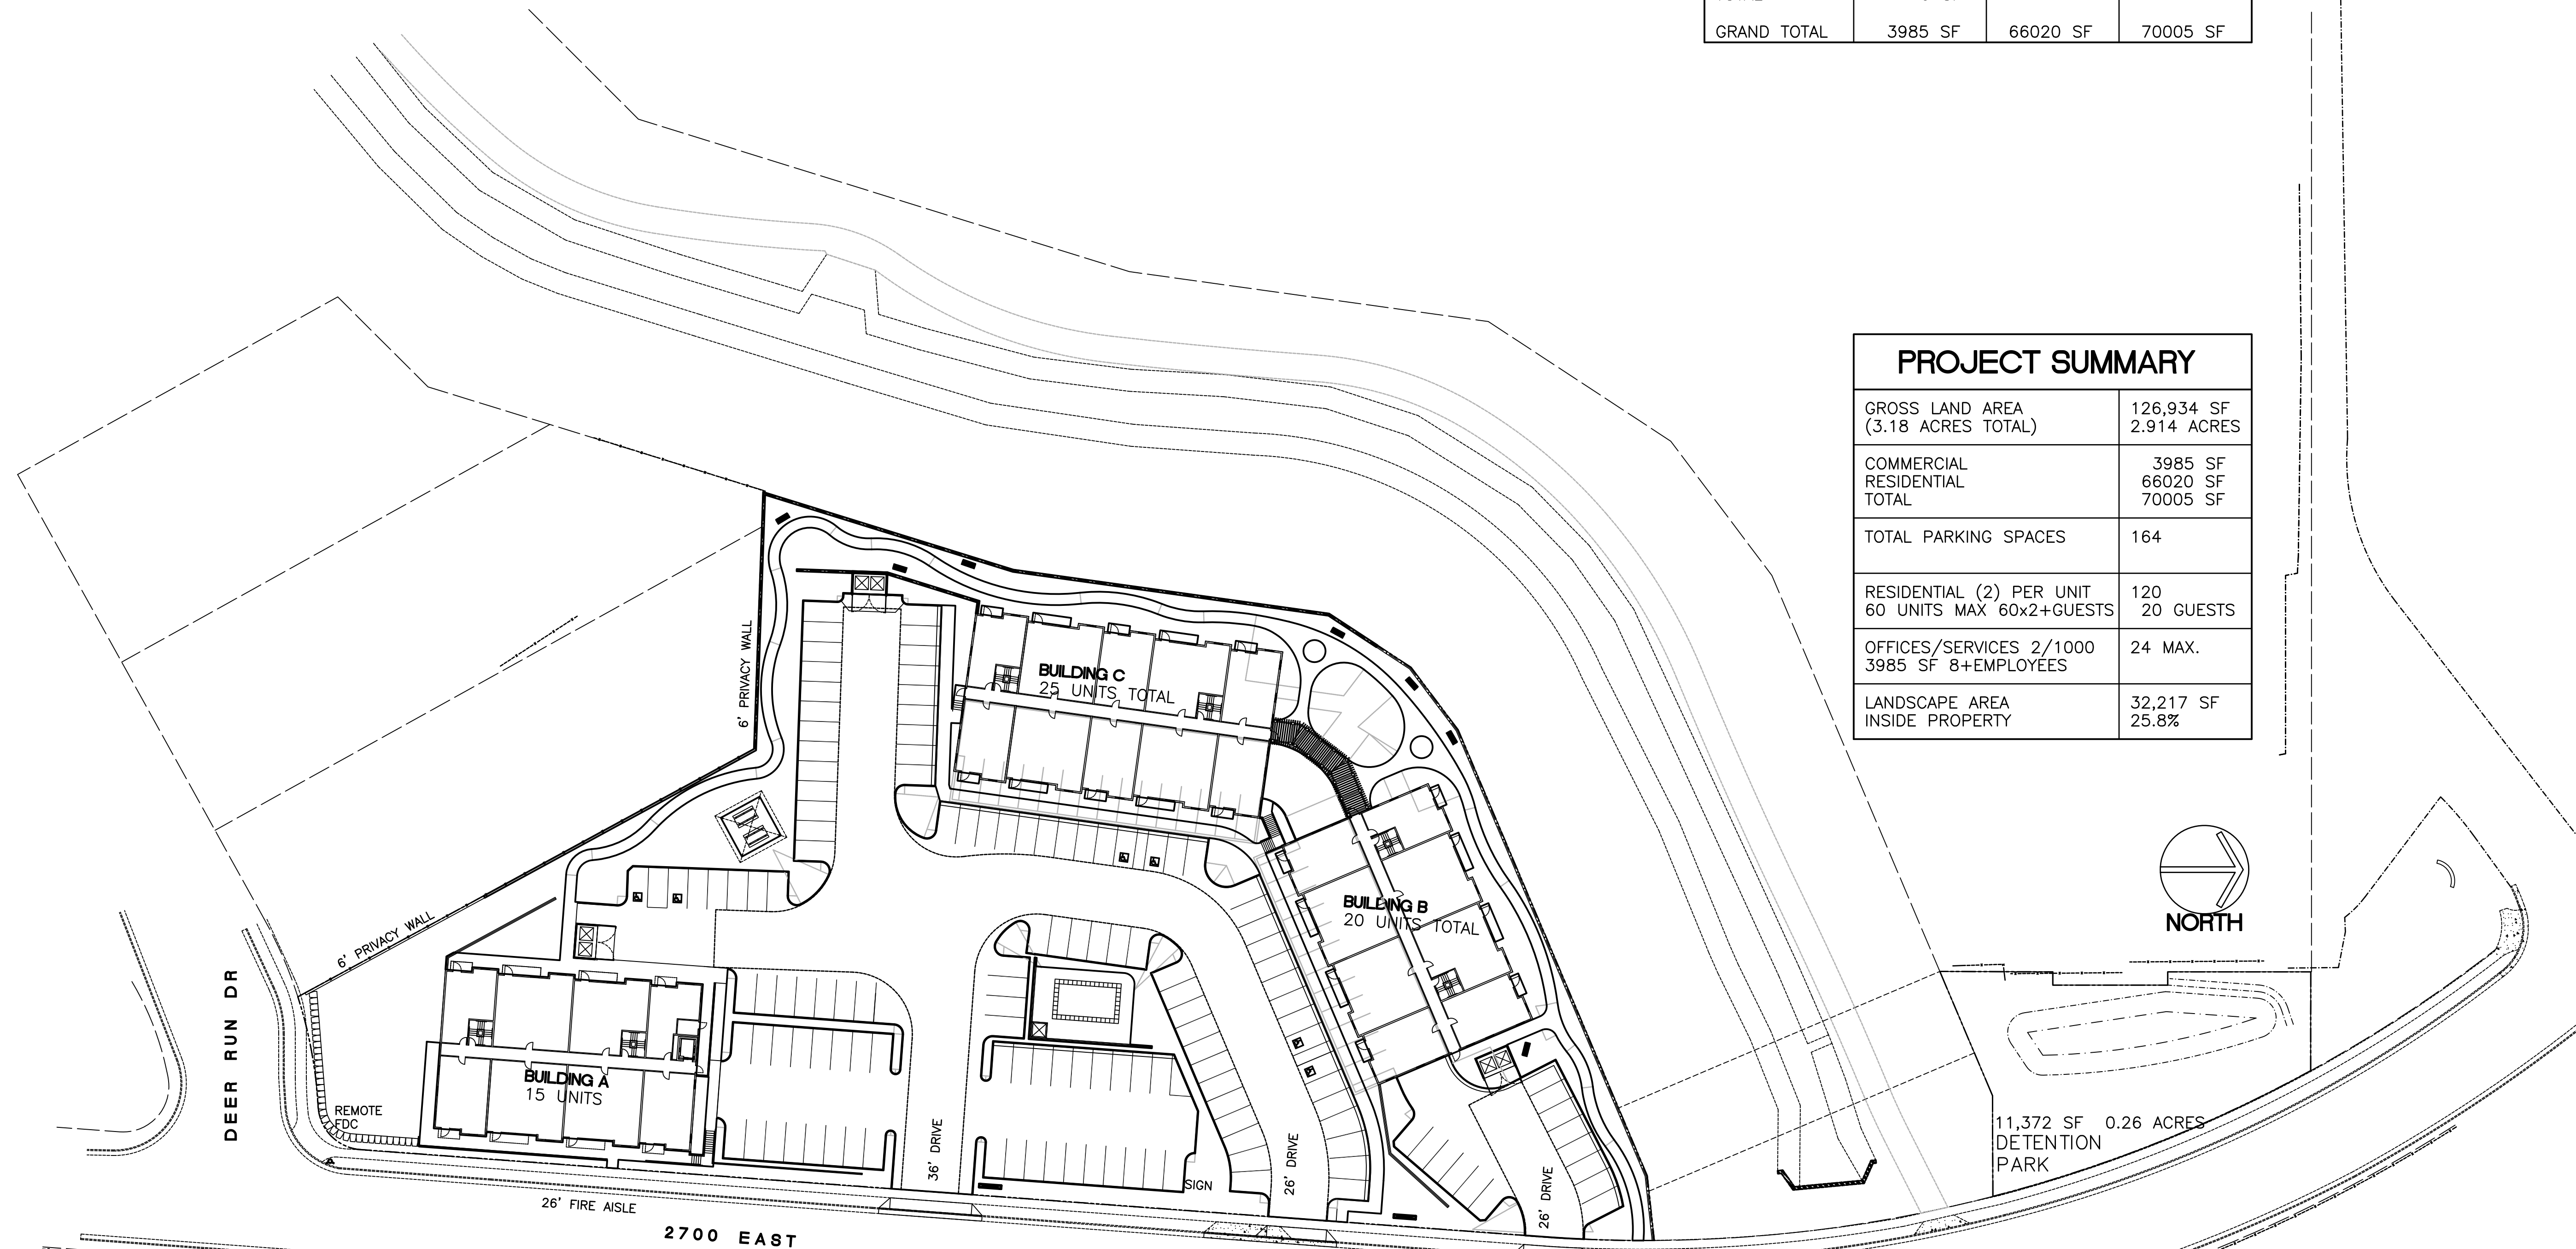 GRAND TOTAL 3985 SF 66020 SF 70005 SF
PROJECT SUMMARY
GROSS LAND AREA 126,934 SF
(3.18 ACRES TOTAL) 2.914 ACRES
COMMERCIAL 3985 SF
RESIDENTIAL 66020 SF
TOTAL 70005 SF
TOTAL PARKING SPACES 164
RESIDENTIAL (2) PER UNIT 120
60 UNITS MAX 60x2+GUESTS 20 GUESTS
OFFICES/SERVICES 2/1000 24 MAX.
3985 SF 8+EMPLOYEES
LANDSCAPE AREA 32,217 SF
INSIDE PROPERTY 25.8%
6' PRIVACY WALL
BUILDING C
25 UNITS TOTAL
BUILDING B
20 UNITS TOTAL
NORTH
6' PRIVACY WALL
DEER RUN DR
BUILDING A
15 UNITS
REMOTE
FDC
36' DRIVE
SIGN
26' DRIVE
26' DRIVE
11,372 SF 0.26 ACRES
DETENTION
PARK
26' FIRE AISLE
2700 EAST